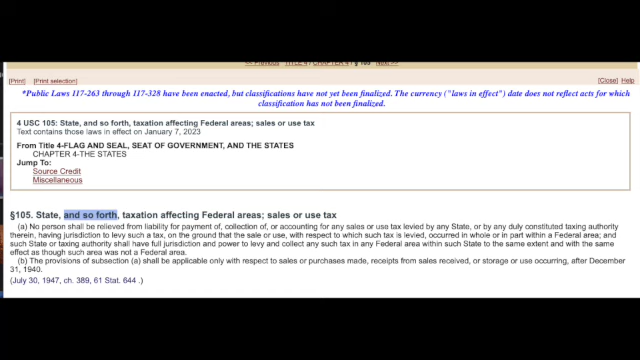 << Previous TITLE 4 / CHAPTER 4 / § 105 Next >>
[Print] [Print selection] [Close] Help
*Public Laws 117-263 through 117-328 have been enacted, but classifications have not yet been finalized. The currency ("laws in effect") date does not reflect acts for which
classification has not been finalized.
4 USC 105: State, and so forth, taxation affecting Federal areas; sales or use tax
Text contains those laws in effect on January 7, 2023
From Title 4-FLAG AND SEAL, SEAT OF GOVERNMENT, AND THE STATES
CHAPTER 4-THE STATES
Jump To:
Source Credit
Miscellaneous
§105. State, and so forth, taxation affecting Federal areas; sales or use tax
(a) No person shall be relieved from liability for payment of, collection of, or accounting for any sales or use tax levied by any State, or by any duly constituted taxing authority
therein, having jurisdiction to levy such a tax, on the ground that the sale or use, with respect to which such tax is levied, occurred in whole or in part within a Federal area; and
such State or taxing authority shall have full jurisdiction and power to levy and collect any such tax in any Federal area within such State to the same extent and with the same
effect as though such area was not a Federal area.
(b) The provisions of subsection (a) shall be applicable only with respect to sales or purchases made, receipts from sales received, or storage or use occurring, after December
31, 1940.
(July 30, 1947, ch. 389, 61 Stat. 644 .)